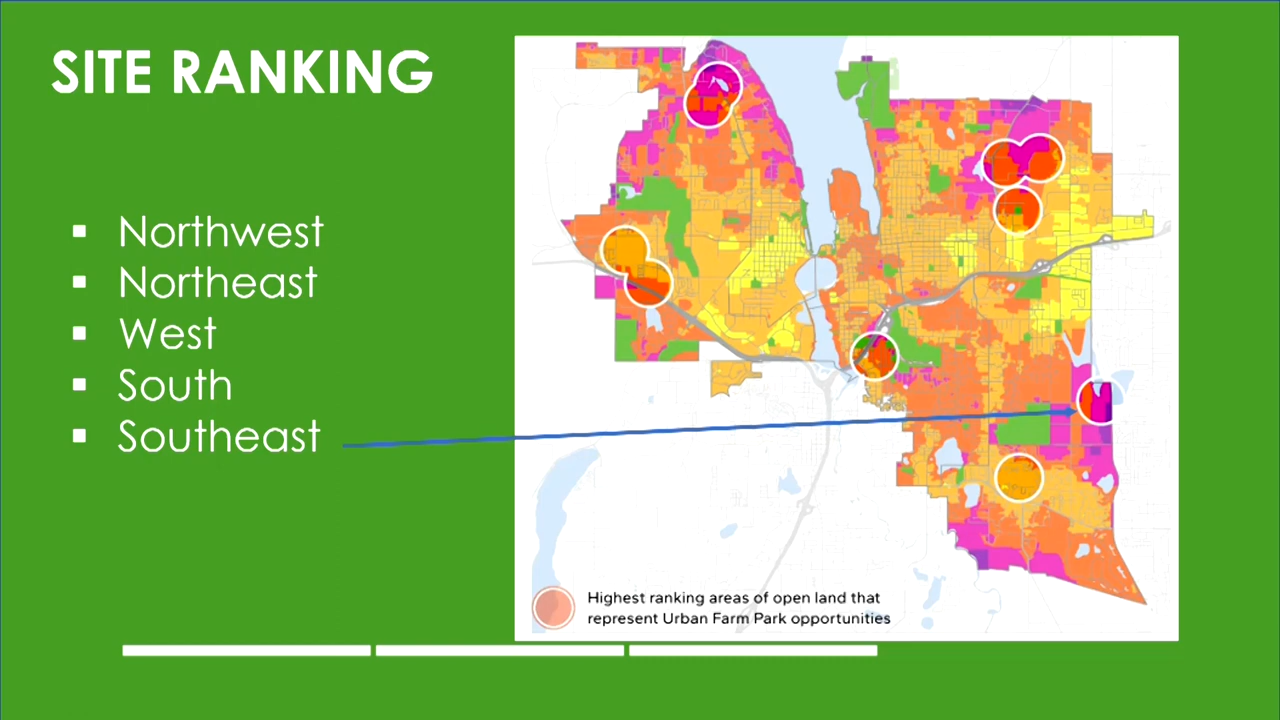 SITE RANKING
▪ Northwest
▪ Northeast
▪ West
▪ South
▪ Southeast
Highest ranking areas of open land that
represent Urban Farm Park opportunities